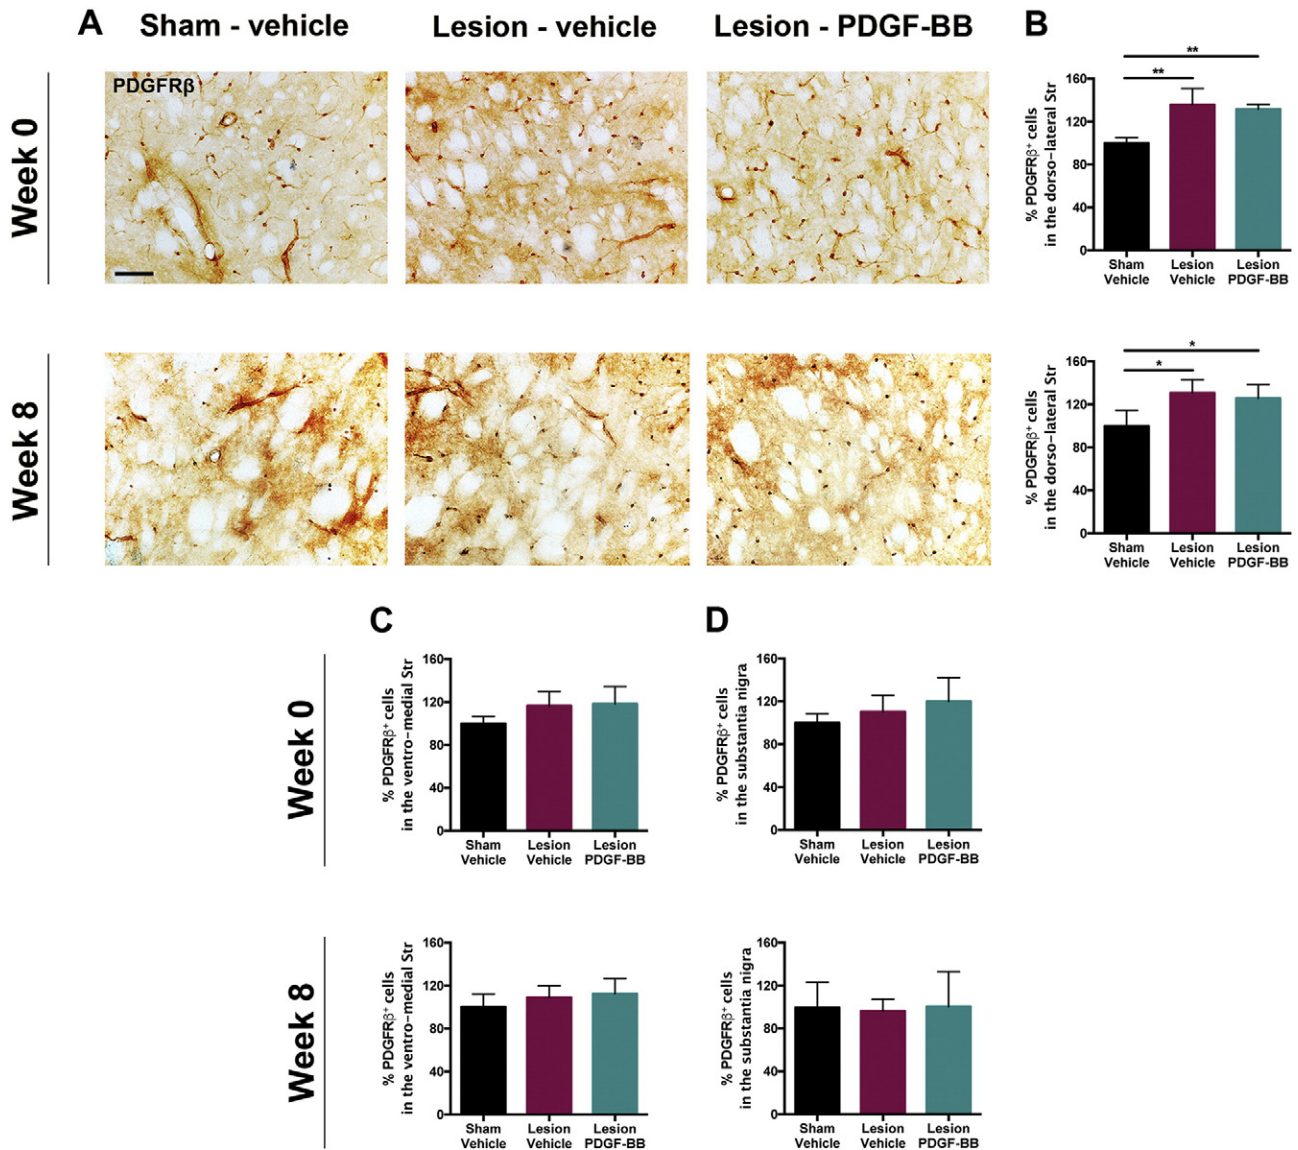 A
Sham - vehicle
Lesion - vehicle
Lesion - PDGF-BB
B
Week 0
PDGFRβ
**
**
160
120
80
40
0
% PDGFRβ+ cells
in the dorso-lateral Str
Sham
Vehicle
Lesion
Vehicle
Lesion
PDGF-BB
Week 8
*
*
160
120
80
40
0
% PDGFRβ+ cells
in the dorso-lateral Str
Sham
Vehicle
Lesion
Vehicle
Lesion
PDGF-BB
C
D
Week 0
160
120
80
40
0
% PDGFRβ+ cells
in the ventro-medial Str
Sham
Vehicle
Lesion
Vehicle
Lesion
PDGF-BB
160
120
80
40
0
% PDGFRβ+ cells
in the substantia nigra
Sham
Vehicle
Lesion
Vehicle
Lesion
PDGF-BB
Week 8
160
120
80
40
0
% PDGFRβ+ cells
in the ventro-medial Str
Sham
Vehicle
Lesion
Vehicle
Lesion
PDGF-BB
160
120
80
40
0
% PDGFRβ+ cells
in the substantia nigra
Sham
Vehicle
Lesion
Vehicle
Lesion
PDGF-BB